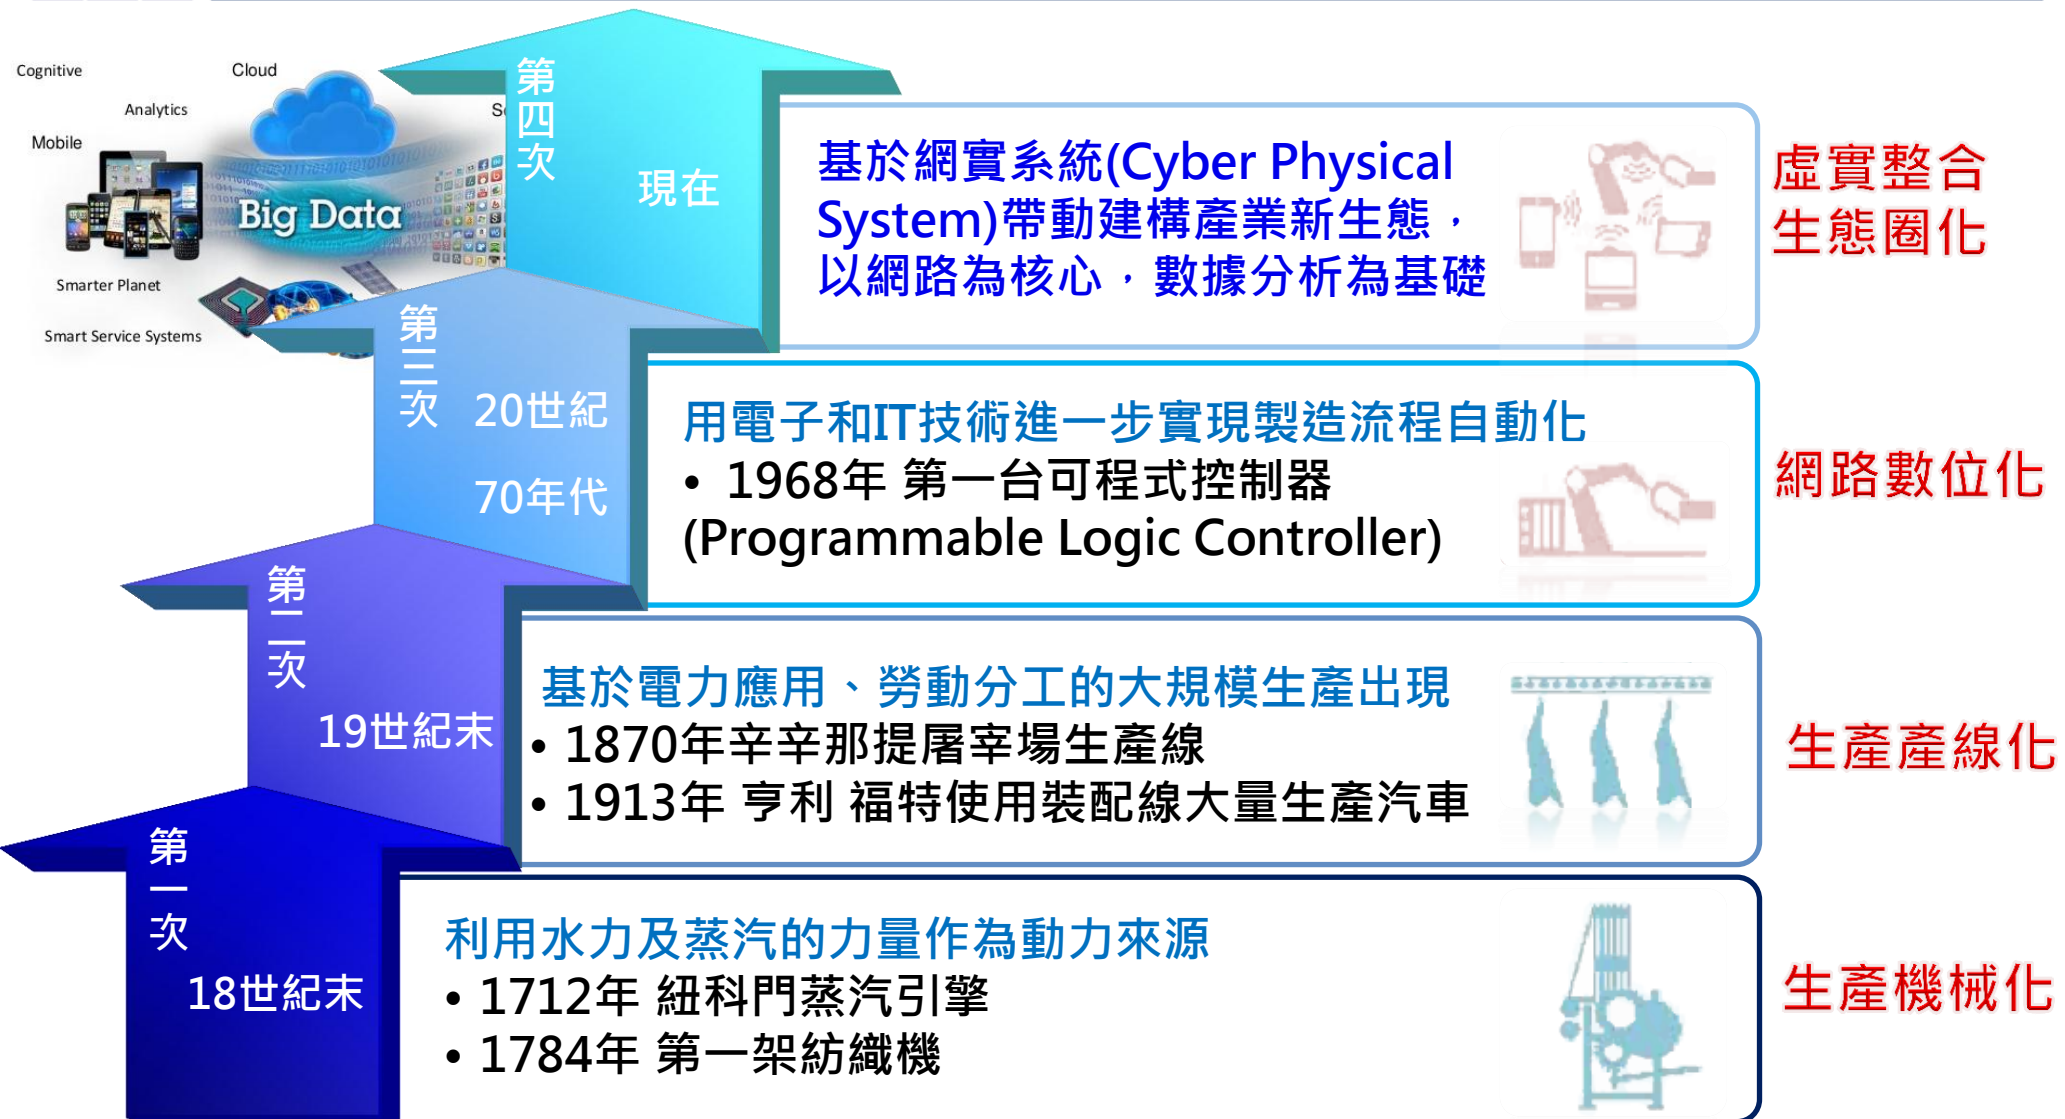 Cognitive
Cloud
Analytics
Mobile
Big Data
Smarter Planet
Smart Service Systems
第四次
現在
基於網實系統(Cyber Physical
System)帶動建構產業新生態，
以網路為核心，數據分析為基礎
虛實整合
生態圈化
第三次
20世紀
70年代
用電子和IT技術進一步實現製造流程自動化
• 1968年 第一台可程式控制器
(Programmable Logic Controller)
網路數位化
第二次
19世紀末
基於電力應用、勞動分工的大規模生產出現
• 1870年辛辛那提屠宰場生產線
• 1913年 亨利 福特使用裝配線大量生產汽車
生產產線化
第一次
18世紀末
利用水力及蒸汽的力量作為動力來源
• 1712年 紐科門蒸汽引擎
• 1784年 第一架紡織機
生產機械化